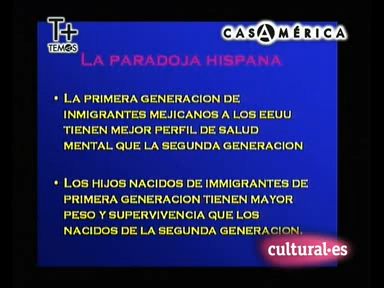 T+
TEMOS
CASAMÉRICA
LA PARADOJA HISPANA
• LA PRIMERA GENERACION DE
INMIGRANTES MEJICANOS A LOS EEUU
TIENEN MEJOR PERFIL DE SALUD
MENTAL QUE LA SEGUNDA GENERACION
• LOS HIJOS NACIDOS DE IMMIGRANTES DE
PRIMERA GENERACION TIENEN MAYOR
PESO Y SUPERVIVENCIA QUE LOS
NACIDOS DE LA SEGUNDA GENERACION.
cultural·es